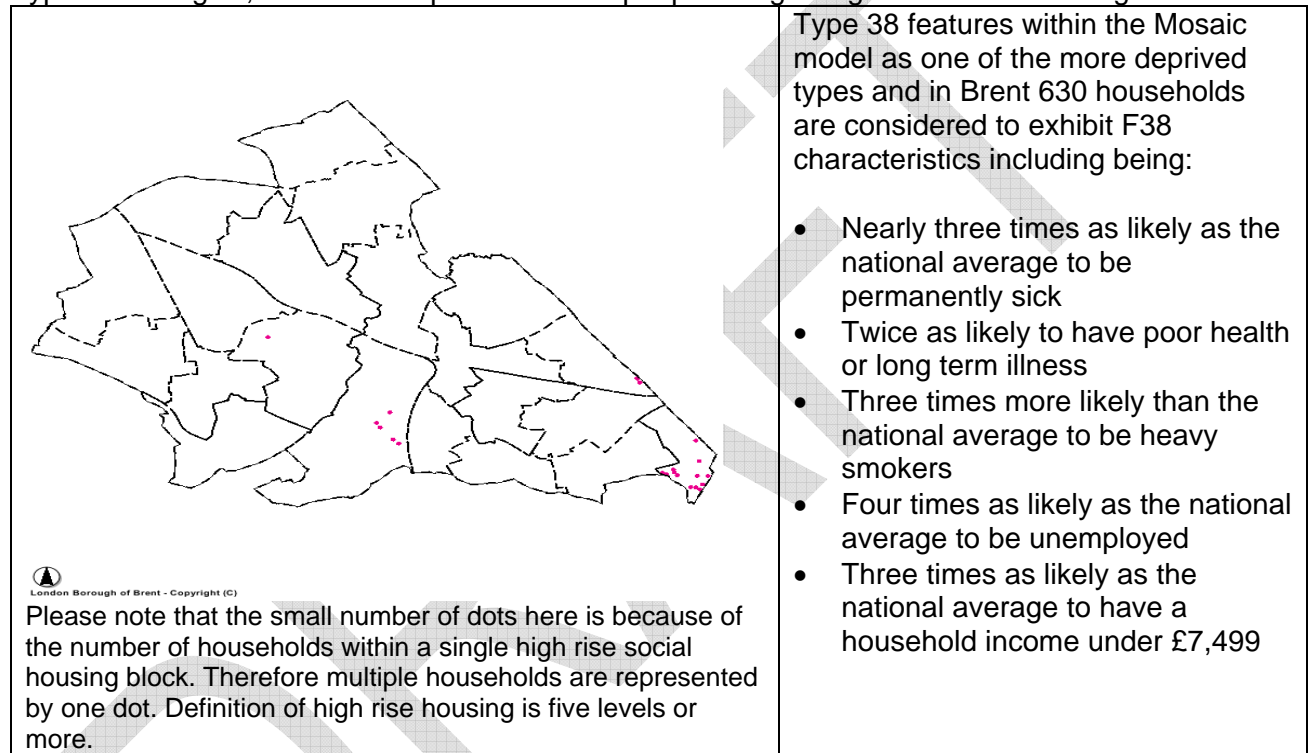 Type 38 features within the Mosaic
model as one of the more deprived
types and in Brent 630 households
are considered to exhibit F38
characteristics including being:
• Nearly three times as likely as the
national average to be
permanently sick
• Twice as likely to have poor health
or long term illness
• Three times more likely than the
national average to be heavy
smokers
• Four times as likely as the national
average to be unemployed
• Three times as likely as the
national average to have a
household income under £7,499
London Borough of Brent - Copyright (C)
Please note that the small number of dots here is because of
the number of households within a single high rise social
housing block. Therefore multiple households are represented
by one dot. Definition of high rise housing is five levels or
more.